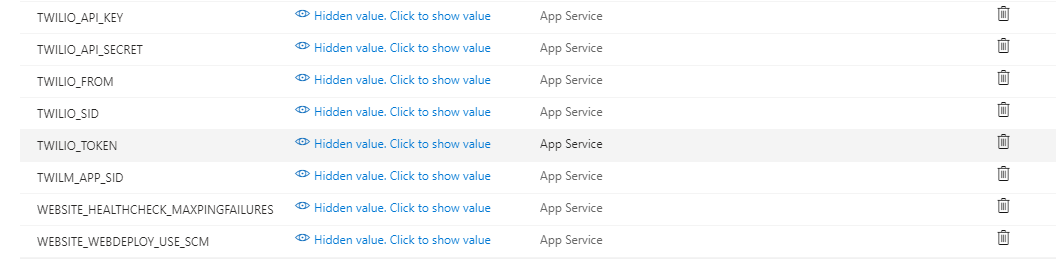 TWILIO_API_KEY Hidden value. Click to show value App Service
TWILIO_API_SECRET Hidden value. Click to show value App Service
TWILIO_FROM Hidden value. Click to show value App Service
TWILIO_SID Hidden value. Click to show value App Service
TWILIO_TOKEN Hidden value. Click to show value App Service
TWILM_APP_SID Hidden value. Click to show value App Service
WEBSITE_HEALTHCHECK_MAXPINGFAILURES Hidden value. Click to show value App Service
WEBSITE_WEBDEPLOY_USE_SCM Hidden value. Click to show value App Service